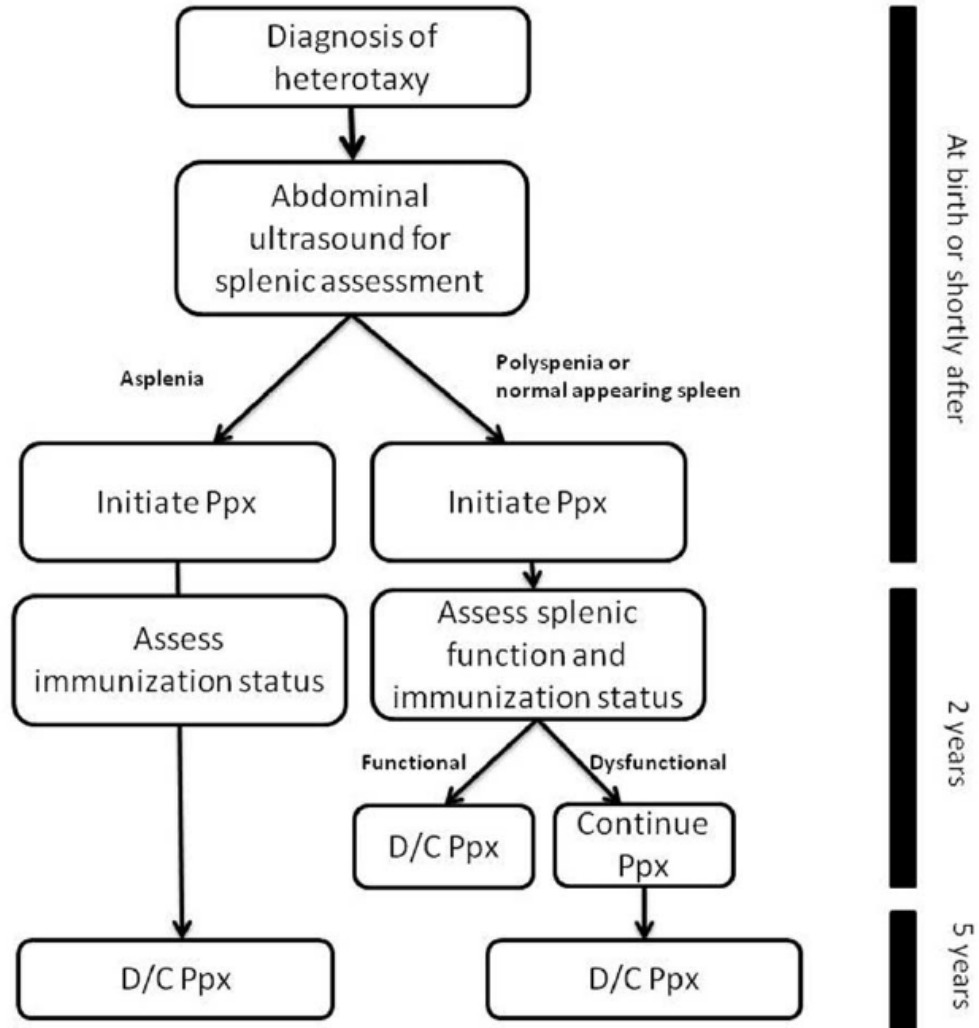 Diagnosis of
heterotaxy
Abdominal
ultrasound for
splenic assessment
Asplenia
Polyspenia or
normal appearing spleen
Initiate Ppx
Initiate Ppx
At birth or shortly after
Assess
immunization status
Assess splenic
function and
immunization status
Functional
Dysfunctional
D/C Ppx
Continue
Ppx
2 years
D/C Ppx
D/C Ppx
5 years